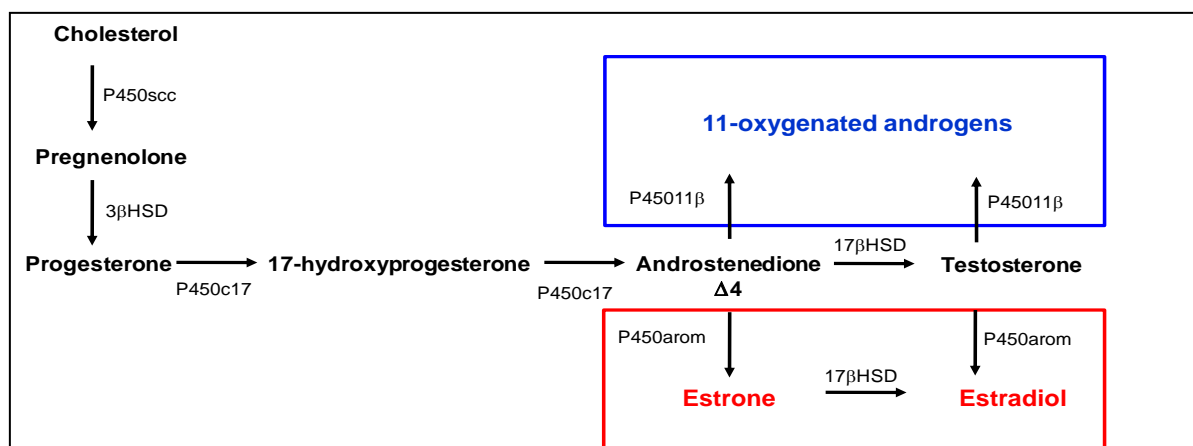 Cholesterol
P450scc
11-oxygenated androgens
Pregnenolone
P45011β
P45011β
3βHSD
17βHSD
Progesterone
17-hydroxyprogesterone
Androstenedione
Testosterone
P450c17
P450c17
Δ4
P450arom
P450arom
17βHSD
Estrone
Estradiol